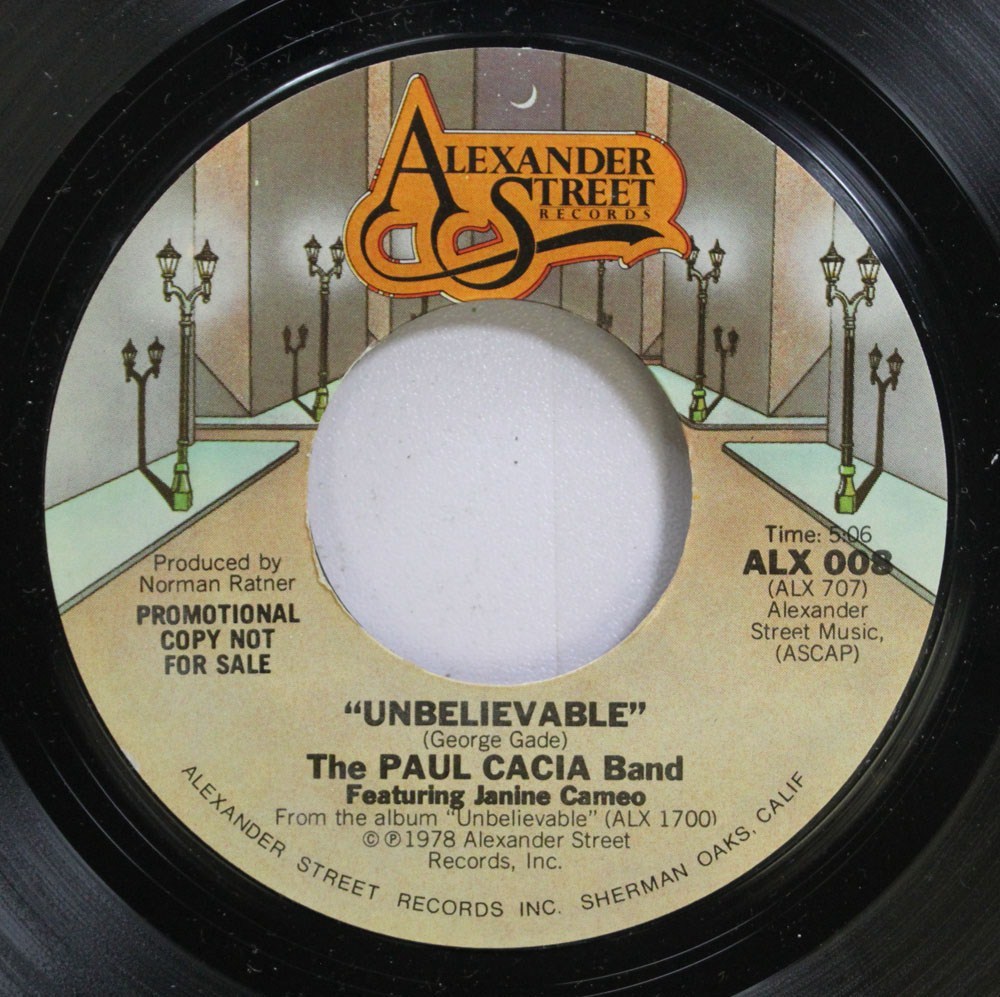 ALEXANDER
STREET
RECORDS
Produced by
Norman Ratner
PROMOTIONAL
COPY NOT
FOR SALE
Time: 5:06
ALX 008
(ALX 707)
Alexander
Street Music,
(ASCAP)
“UNBELIEVABLE”
(George Gade)
The PAUL CACIA Band
Featuring Janine Cameo
From the album “Unbelievable” (ALX 1700)
©℗1978 Alexander Street
Records, Inc.
ALEXANDER STREET RECORDS INC. SHERMAN OAKS, CALIF